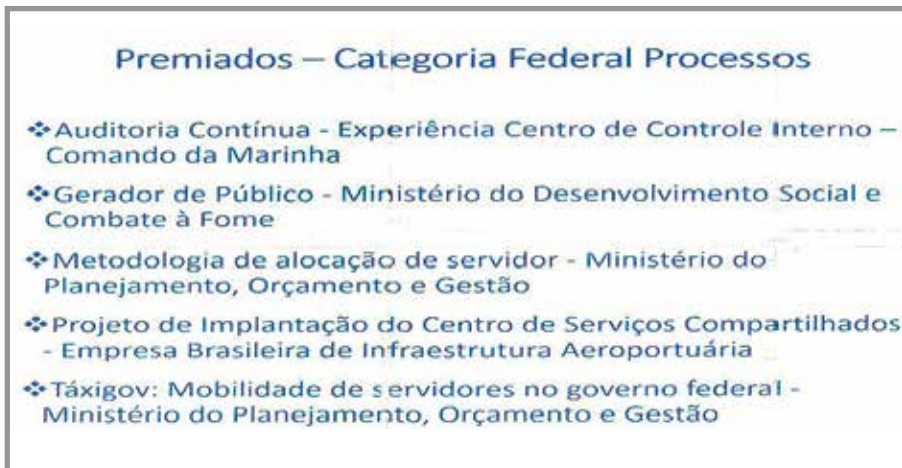 Premiados – Categoria Federal Processos
❖Auditoria Contínua - Experiência Centro de Controle Interno –
Comando da Marinha
❖Gerador de Público - Ministério do Desenvolvimento Social e
Combate à Fome
❖Metodologia de alocação de servidor - Ministério do
Planejamento, Orçamento e Gestão
❖Projeto de Implantação do Centro de Serviços Compartilhados
- Empresa Brasileira de Infraestrutura Aeroportuária
❖Táxigov: Mobilidade de servidores no governo federal -
Ministério do Planejamento, Orçamento e Gestão